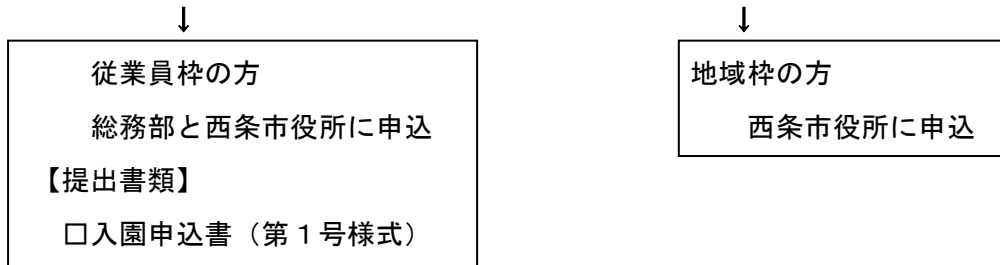 ↓
従業員枠の方
総務部と西条市役所に申込
【提出書類】
□入園申込書（第１号様式）
↓
地域枠の方
西条市役所に申込